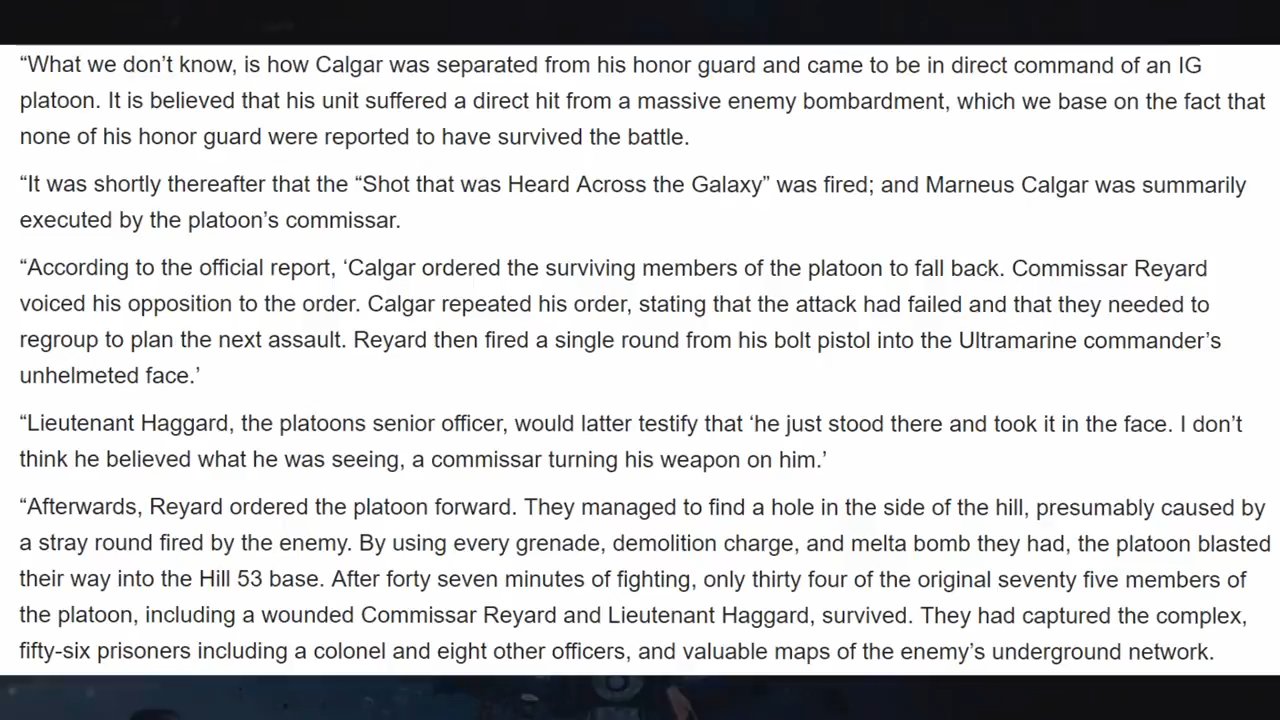 “What we don’t know, is how Calgar was separated from his honor guard and came to be in direct command of an IG
platoon. It is believed that his unit suffered a direct hit from a massive enemy bombardment, which we base on the fact that
none of his honor guard were reported to have survived the battle.
“It was shortly thereafter that the “Shot that was Heard Across the Galaxy” was fired; and Marneus Calgar was summarily
executed by the platoon’s commissar.
“According to the official report, ‘Calgar ordered the surviving members of the platoon to fall back. Commissar Reyard
voiced his opposition to the order. Calgar repeated his order, stating that the attack had failed and that they needed to
regroup to plan the next assault. Reyard then fired a single round from his bolt pistol into the Ultramarine commander’s
unhelmeted face.’
“Lieutenant Haggard, the platoons senior officer, would latter testify that ‘he just stood there and took it in the face. I don’t
think he believed what he was seeing, a commissar turning his weapon on him.’
“Afterwards, Reyard ordered the platoon forward. They managed to find a hole in the side of the hill, presumably caused by
a stray round fired by the enemy. By using every grenade, demolition charge, and melta bomb they had, the platoon blasted
their way into the Hill 53 base. After forty seven minutes of fighting, only thirty four of the original seventy five members of
the platoon, including a wounded Commissar Reyard and Lieutenant Haggard, survived. They had captured the complex,
fifty-six prisoners including a colonel and eight other officers, and valuable maps of the enemy’s underground network.